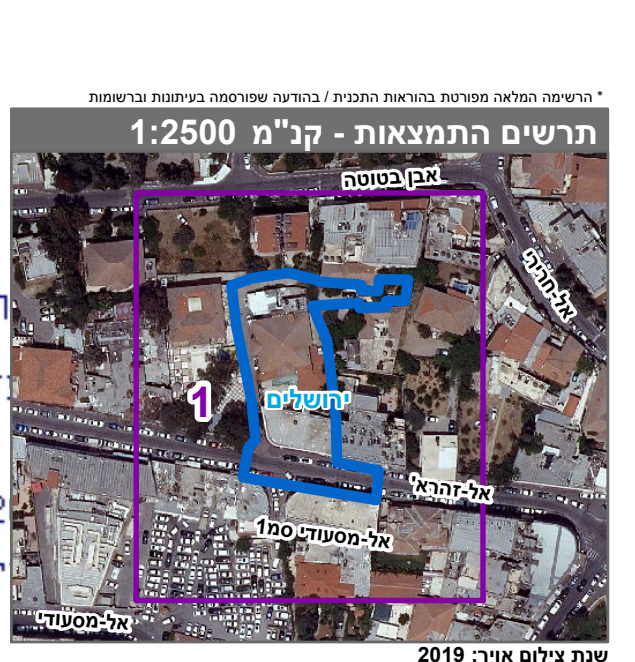 * הרשימה המלאה מפורטת בהוראות התכנית / בהודעה שפורסמה בעיתונות וברשומות
תרשים התמצאות - קנ"מ 1:2500
אבן בטוטה
אל-חרירי
1
ירושלים
אל-זהרא'
אל-מסעודי סמ1
אל-מסעודי
שנת צילום אויר: 2019